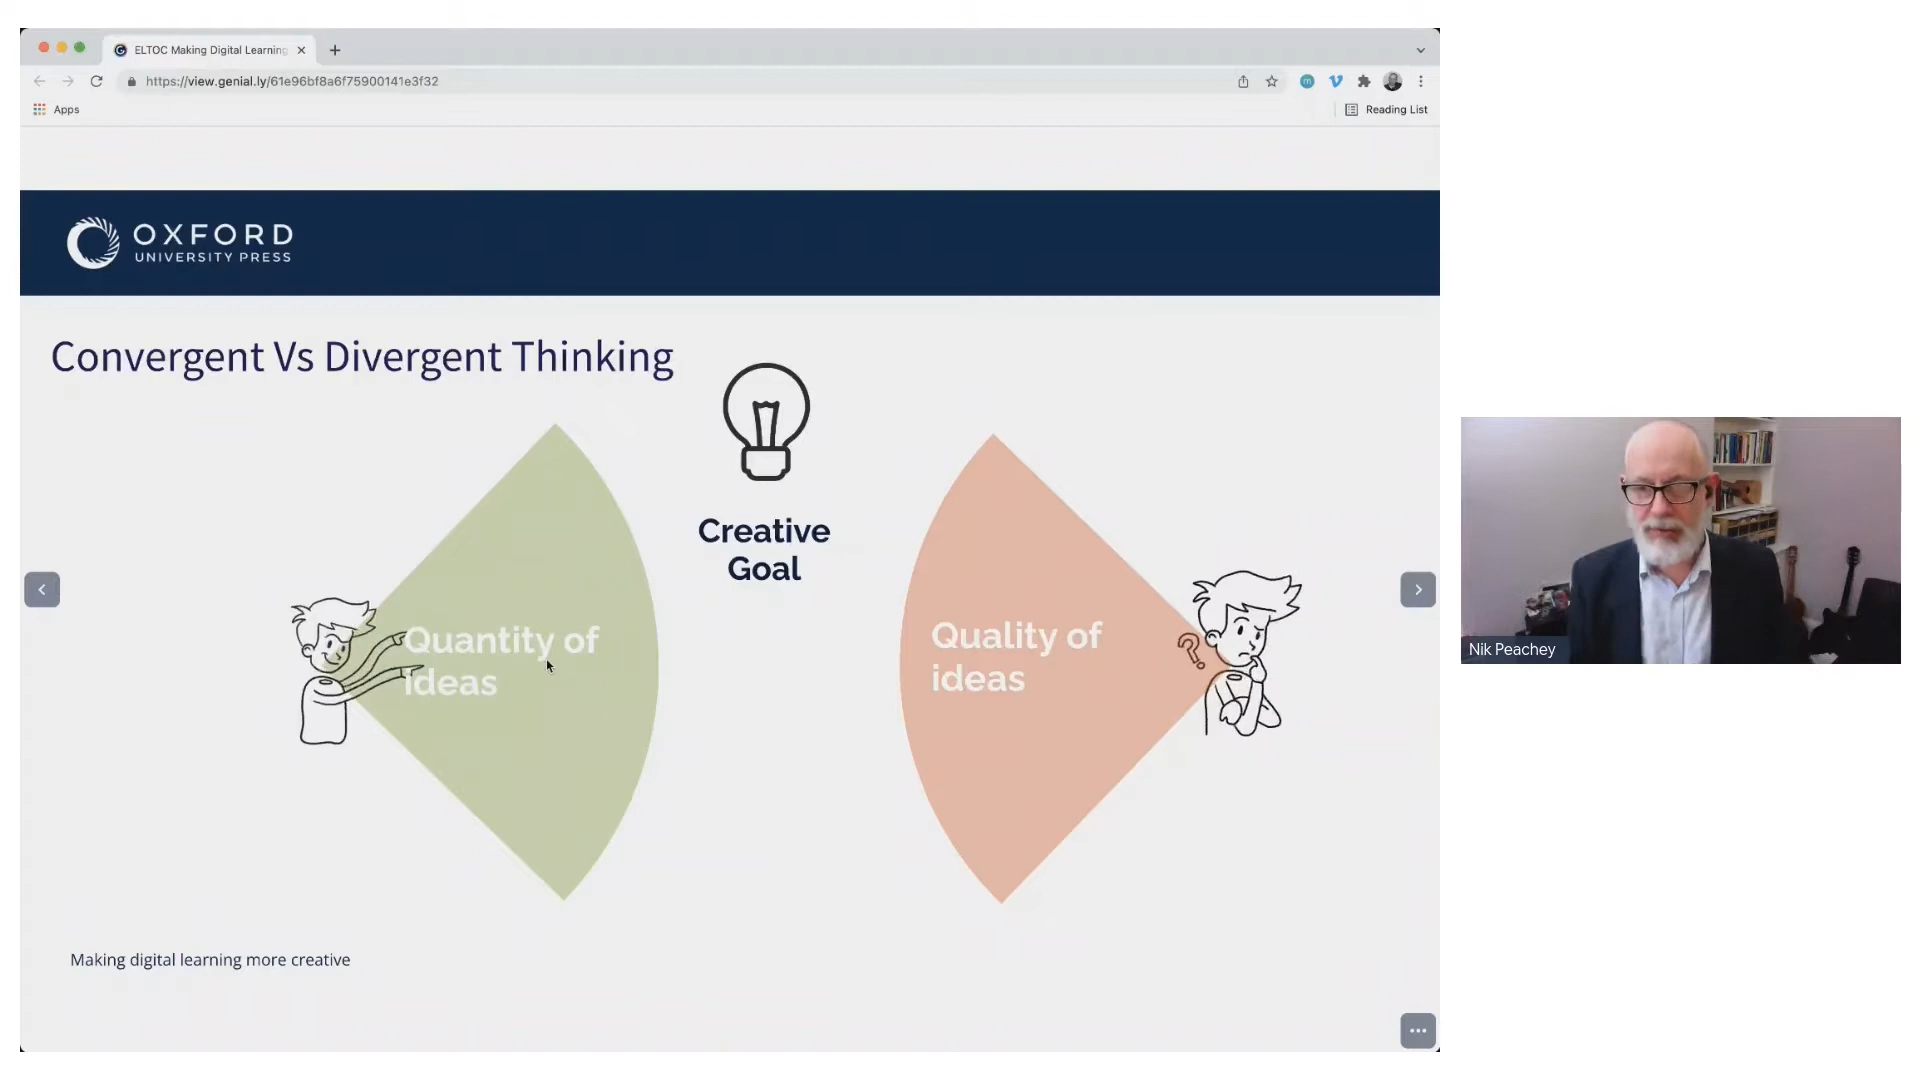 ELTOC Making Digital Learning
https://view.genial.ly/61e96bf8a6f75900141e3f32
Apps
Reading List
OXFORD
UNIVERSITY PRESS
Convergent Vs Divergent Thinking
Creative
Goal
Quantity of
ideas
Quality of
ideas
?
Nik Peachey
Making digital learning more creative